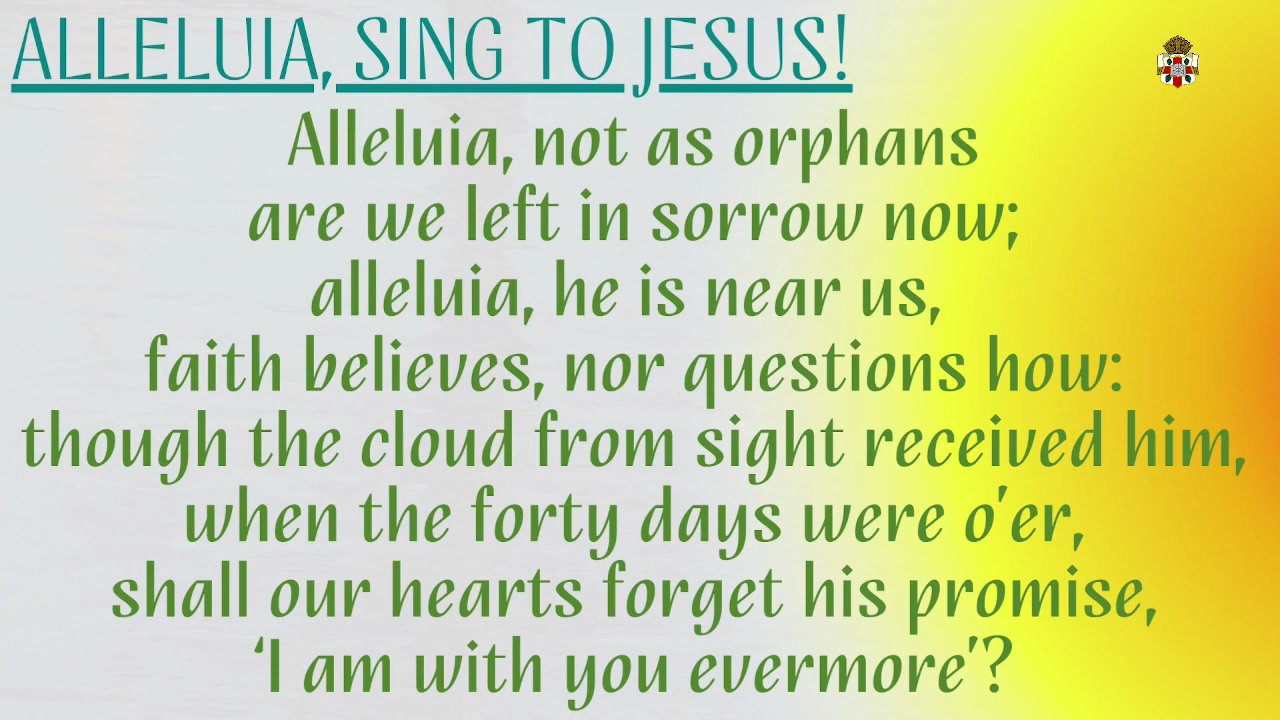 ALLELUIA, SING TO JESUS!
Alleluia, not as orphans
are we left in sorrow now;
alleluia, he is near us,
faith believes, nor questions how:
though the cloud from sight received him,
when the forty days were o'er,
shall our hearts forget his promise,
‘I am with you evermore’?